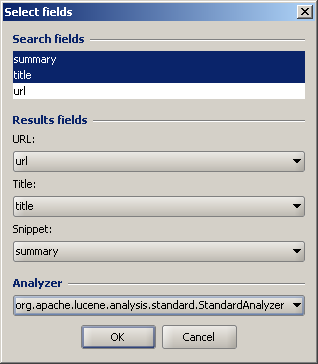 Select fields
Search fields
summary
title
url
Results fields
URL:
url
Title:
title
Snippet:
summary
Analyzer
org.apache.lucene.analysis.standard.StandardAnalyzer
OK
Cancel